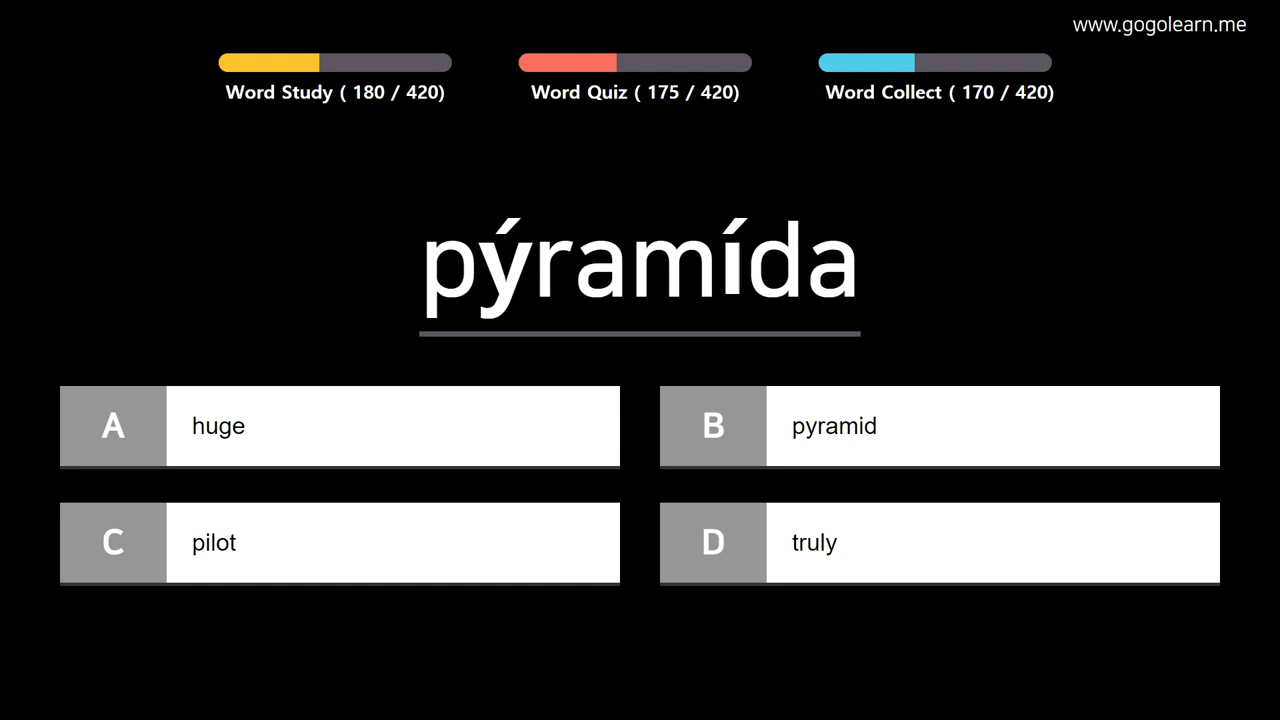 www.gogolearn.me
Word Study ( 180 / 420)
Word Quiz ( 175 / 420)
Word Collect ( 170 / 420)
pýramída
A huge
B pyramid
C pilot
D truly